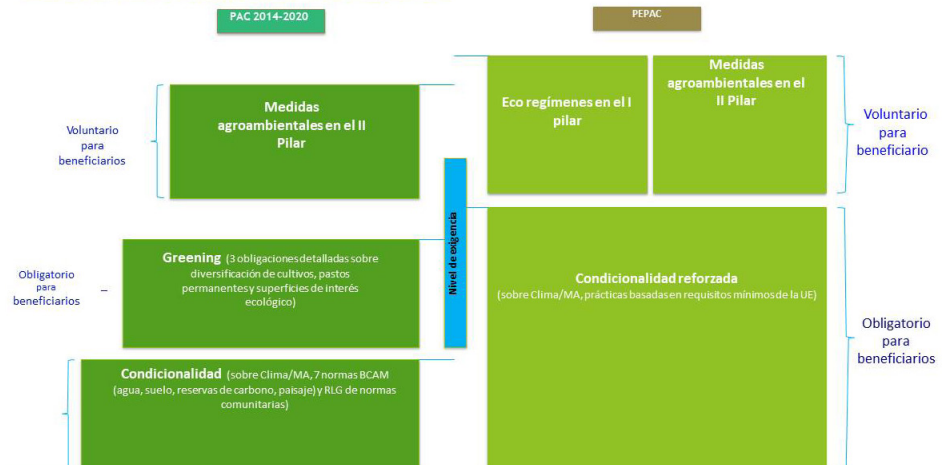 PAC 2014-2020
PEPAC
Voluntario
para
beneficiarios
Medidas
agroambientales en el II
Pilar
Obligatorio
para
beneficiarios
Greening (3 obligaciones detalladas sobre
diversificación de cultivos, pastos
permanentes y superficies de interés
ecológico)
Condicionalidad (sobre Clima/MA, 7 normas BCAM
(agua, suelo, reservas de carbono, paisaje) y RLG de normas
comunitarias)
Nivel de exigencia
Eco regímenes en el I
pilar
Medidas
agroambientales en el
II Pilar
Voluntario
para
beneficiario
Condicionalidad reforzada
(sobre Clima/MA, prácticas basadas en requisitos mínimos de la UE)
Obligatorio
para
beneficiarios